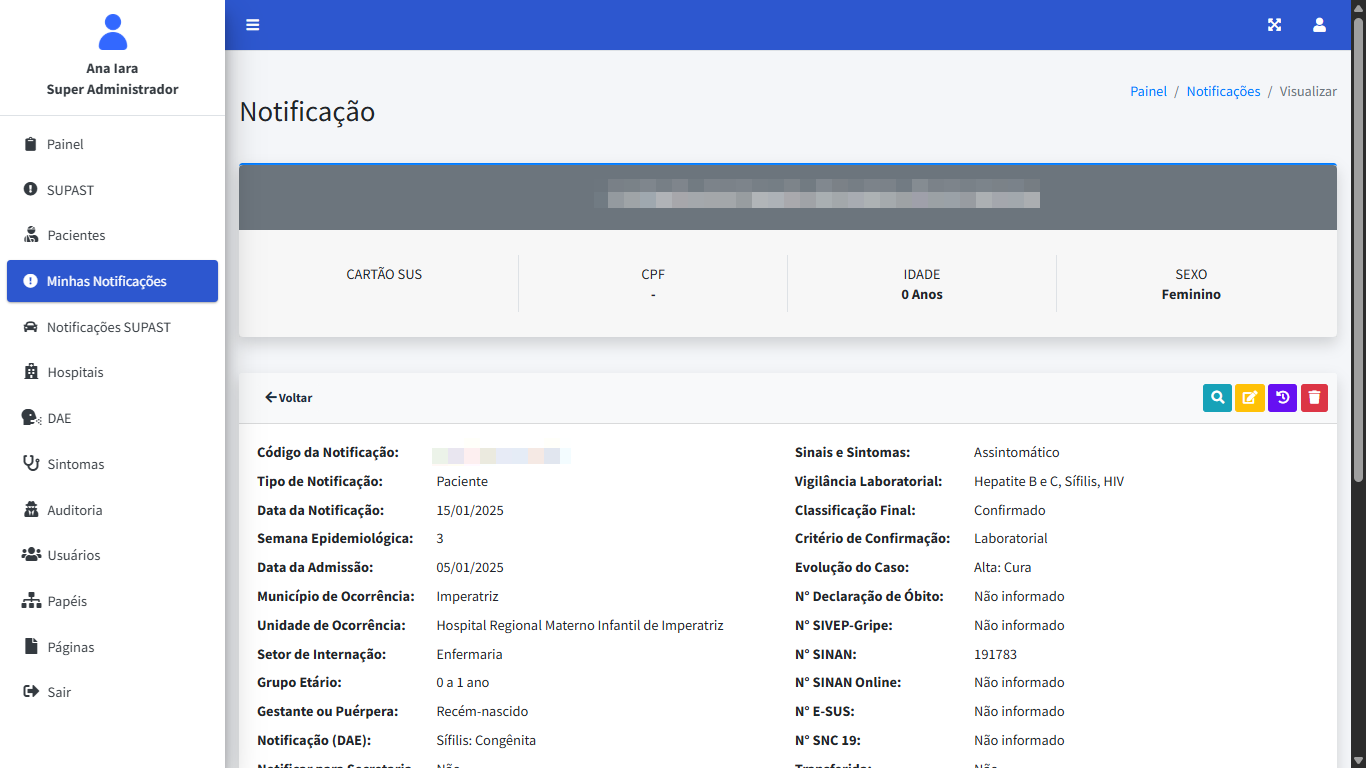 Ana Iara
Super Administrador
Painel
SUPAST
Pacientes
Minhas Notificações
Notificações SUPAST
Hospitais
DAE
Sintomas
Auditoria
Usuários
Papéis
Páginas
Sair
Notificação
Painel / Notificações / Visualizar
CARTÃO SUS
CPF
-
IDADE
0 Anos
SEXO
Feminino
Voltar
Código da Notificação:
Tipo de Notificação: Paciente
Data da Notificação: 15/01/2025
Semana Epidemiológica: 3
Data da Admissão: 05/01/2025
Município de Ocorrência: Imperatriz
Unidade de Ocorrência: Hospital Regional Materno Infantil de Imperatriz
Setor de Internação: Enfermaria
Grupo Etário: 0 a 1 ano
Gestante ou Puérpera: Recém-nascido
Notificação (DAE): Sífilis: Congênita
Notificar para Secretaria Não
Sinais e Sintomas: Assintomático
Vigilância Laboratorial: Hepatite B e C, Sífilis, HIV
Classificação Final: Confirmado
Critério de Confirmação: Laboratorial
Evolução do Caso: Alta: Cura
N° Declaração de Óbito: Não informado
N° SIVEP-Gripe: Não informado
N° SINAN: 191783
N° SINAN Online: Não informado
N° E-SUS: Não informado
N° SNC 19: Não informado
Transferido: Não